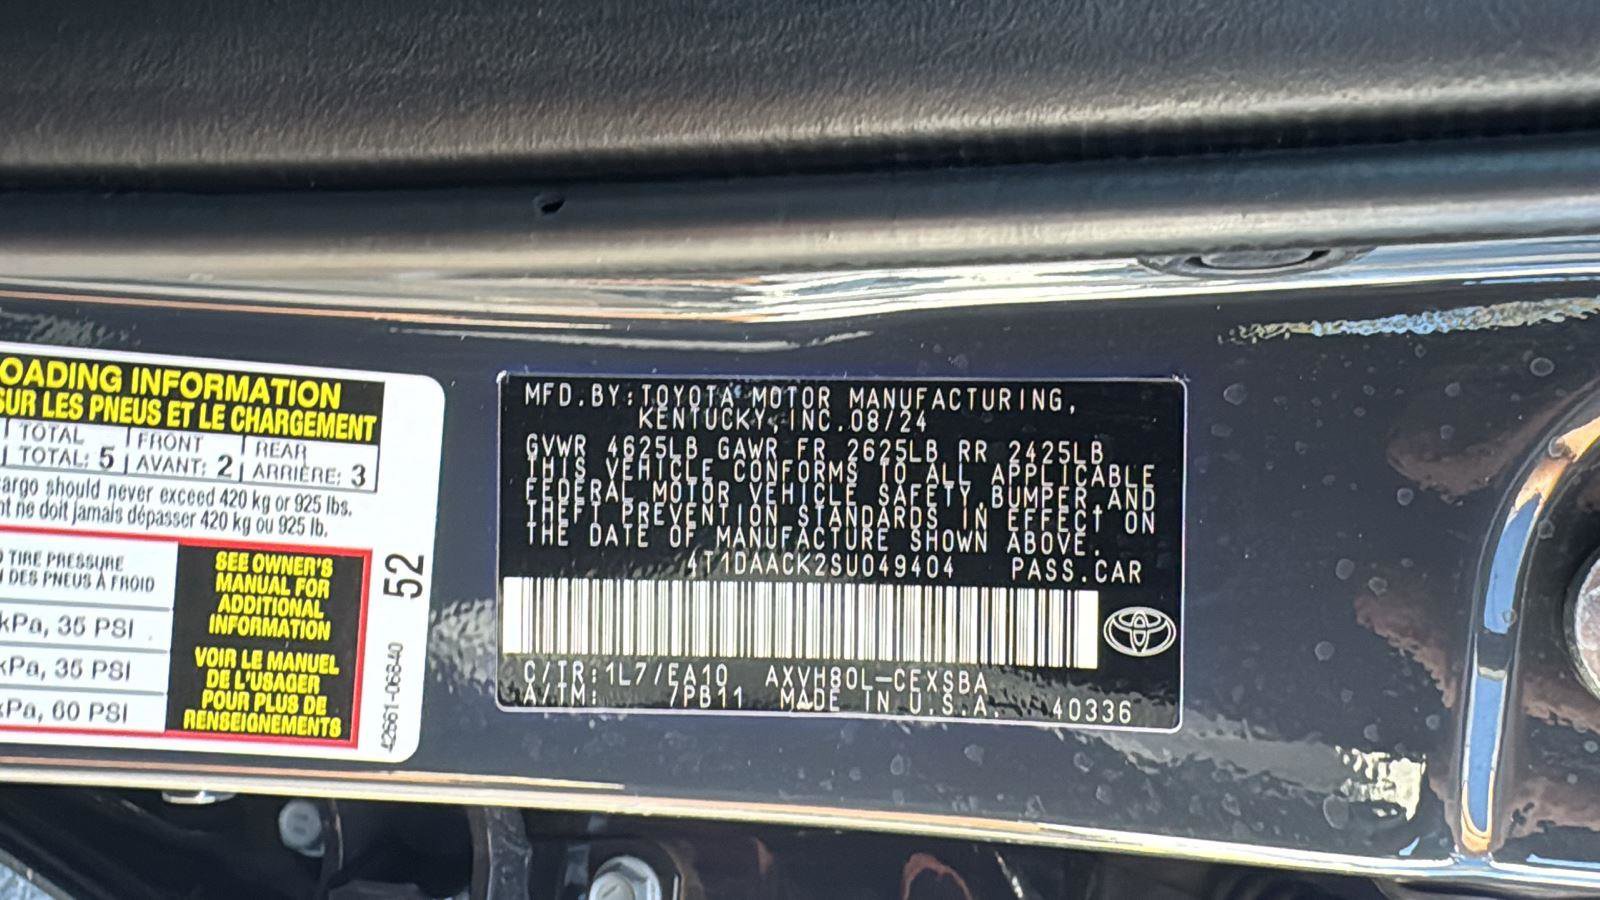 OADING INFORMATION
SUR LES PNEUS ET LE CHARGEMENT
TOTAL FRONT REAR
TOTAL: 5 AVANT: 2 ARRIÈRE: 3
cargo should never exceed 420 kg or 925 lbs.
nt ne doit jamais dépasser 420 kg ou 925 lb.
TIRE PRESSURE
DES PNEUS À FROID
kPa, 35 PSI
kPa, 35 PSI
kPa, 60 PSI
SEE OWNER'S
MANUAL FOR
ADDITIONAL
INFORMATION
VOIR LE MANUEL
DE L'USAGER
POUR PLUS DE
RENSEIGNEMENTS
52
42661-06840
MFD.BY:TOYOTA MOTOR MANUFACTURING,
KENTUCKY, INC.08/24
GVWR 4625LB GAWR FR 2625LB RR 2425LB
THIS VEHICLE CONFORMS TO ALL APPLICABLE
FEDERAL MOTOR VEHICLE SAFETY,BUMPER,AND
THEFT PREVENTION STANDARDS IN EFFECT ON
THE DATE OF MANUFACTURE SHOWN ABOVE.
4T1DAACK2SU049404 PASS.CAR
C/TR:1L7/EA10 AXVH80L-CEXSBA
A/TM: 7PB11 MADE IN U.S.A. 40336